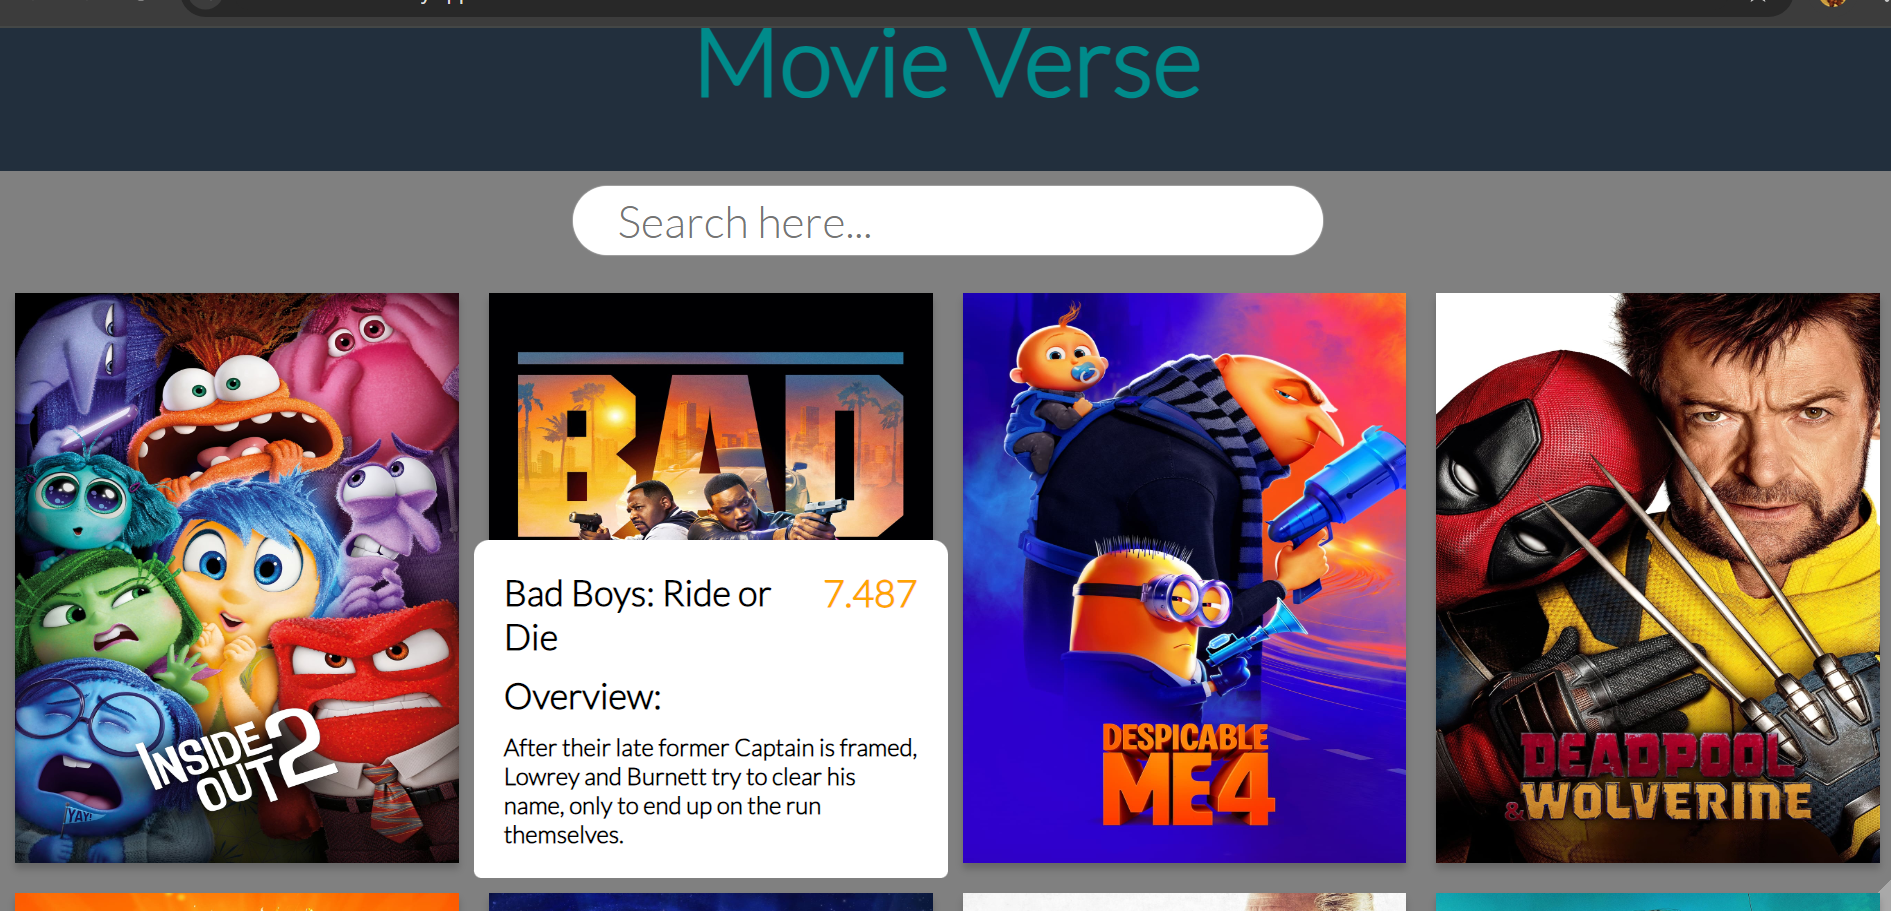 Movie Verse
Search here...
INSIDE
OUT 2
YAY!
BAD
Bad Boys: Ride or
Die
7.487
Overview:
After their late former Captain is framed,
Lowrey and Burnett try to clear his
name, only to end up on the run
themselves.
DESPICABLE
ME4
DEADPOOL
&WOLVERINE